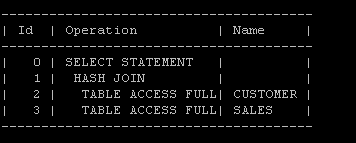 -----------------------------------------
| Id | Operation | Name |
-----------------------------------------
| 0 | SELECT STATEMENT | |
| 1 | HASH JOIN | |
| 2 | TABLE ACCESS FULL| CUSTOMER |
| 3 | TABLE ACCESS FULL| SALES |
-----------------------------------------